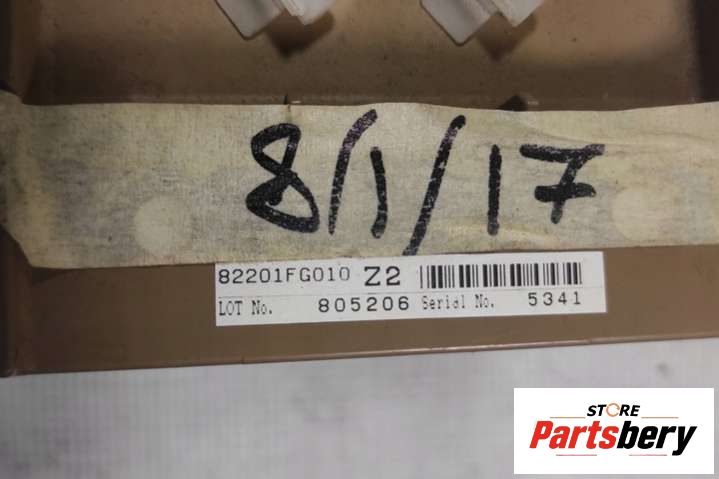 8/1/17
82201FG010 Z2
LOT No. 805206 Serial No. 5341
STORE
Partsbery